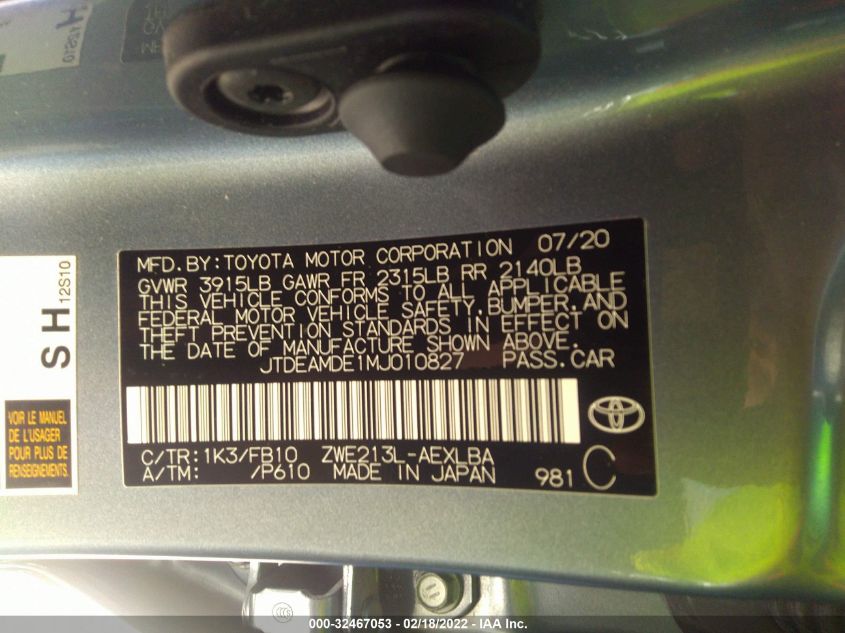 MFD.BY:TOYOTA MOTOR CORPORATION 07/20
GVWR 3915LB GAWR FR 2315LB RR 2140LB
THIS VEHICLE CONFORMS TO ALL APPLICABLE
FEDERAL MOTOR VEHICLE SAFETY,BUMPER,AND
THEFT PREVENTION STANDARDS IN EFFECT ON
THE DATE OF MANUFACTURE SHOWN ABOVE.
JTDEAMDE1MJ010827 PASS.CAR
C/TR:1K3/FB10 ZWE213L-AEXLBA
A/TM: /P610 MADE IN JAPAN 981 C
SH
12S10
VOIR LE MANUEL
DE L'USAGER
POUR PLUS DE
RENSEIGNEMENTS.
000-32467053 — 02/18/2022 — IAA Inc.